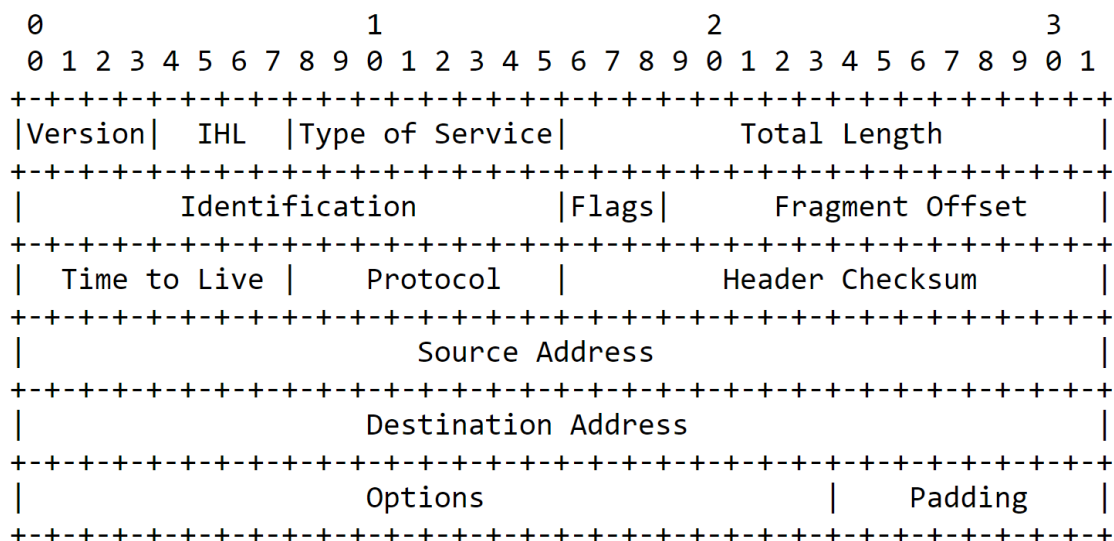 0                   1                   2                   3
 0 1 2 3 4 5 6 7 8 9 0 1 2 3 4 5 6 7 8 9 0 1 2 3 4 5 6 7 8 9 0 1
+-+-+-+-+-+-+-+-+-+-+-+-+-+-+-+-+-+-+-+-+-+-+-+-+-+-+-+-+-+-+-+-+
|Version|  IHL  |Type of Service|          Total Length         |
+-+-+-+-+-+-+-+-+-+-+-+-+-+-+-+-+-+-+-+-+-+-+-+-+-+-+-+-+-+-+-+-+
|         Identification        |Flags|      Fragment Offset    |
+-+-+-+-+-+-+-+-+-+-+-+-+-+-+-+-+-+-+-+-+-+-+-+-+-+-+-+-+-+-+-+-+
|  Time to Live |    Protocol   |         Header Checksum       |
+-+-+-+-+-+-+-+-+-+-+-+-+-+-+-+-+-+-+-+-+-+-+-+-+-+-+-+-+-+-+-+-+
|                       Source Address                          |
+-+-+-+-+-+-+-+-+-+-+-+-+-+-+-+-+-+-+-+-+-+-+-+-+-+-+-+-+-+-+-+-+
|                    Destination Address                        |
+-+-+-+-+-+-+-+-+-+-+-+-+-+-+-+-+-+-+-+-+-+-+-+-+-+-+-+-+-+-+-+-+
|                    Options                    |    Padding    |
+-+-+-+-+-+-+-+-+-+-+-+-+-+-+-+-+-+-+-+-+-+-+-+-+-+-+-+-+-+-+-+-+